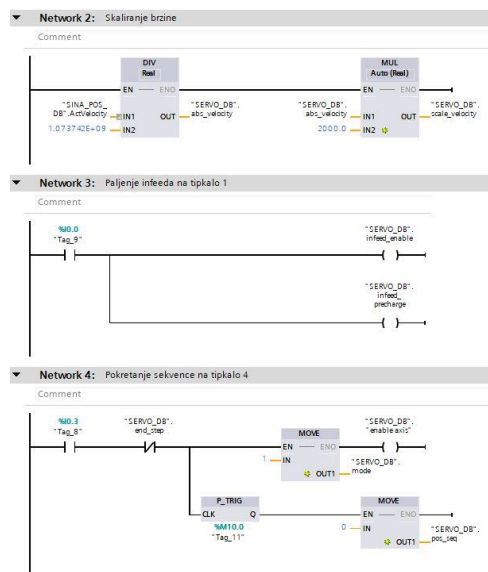 Network 2: Skaliranje brzine
Comment
DIV
Real
EN ENO
"SINA_POS_
DB".ActVelocity IN1
1.073742E+09 IN2
OUT "SERVO_DB".
abs_velocity
MUL
Auto (Real)
EN ENO
"SERVO_DB".
abs_velocity IN1
2000.0 IN2
OUT "SERVO_DB".
scale_velocity
Network 3: Paljenje infeeda na tipkalo 1
Comment
%I0.0
"Tag_9"
"SERVO_DB".
infeed_enable
"SERVO_DB".
infeed_
precharge
Network 4: Pokretanje sekvence na tipkalo 4
Comment
%I0.3
"Tag_8"
"SERVO_DB".
end_step
MOVE
EN ENO
1 IN
OUT1 "SERVO_DB".
mode
"SERVO_DB".
"enable axis"
P_TRIG
CLK Q
%M10.0
"Tag_11"
MOVE
EN ENO
0 IN
OUT1 "SERVO_DB".
pos_seq